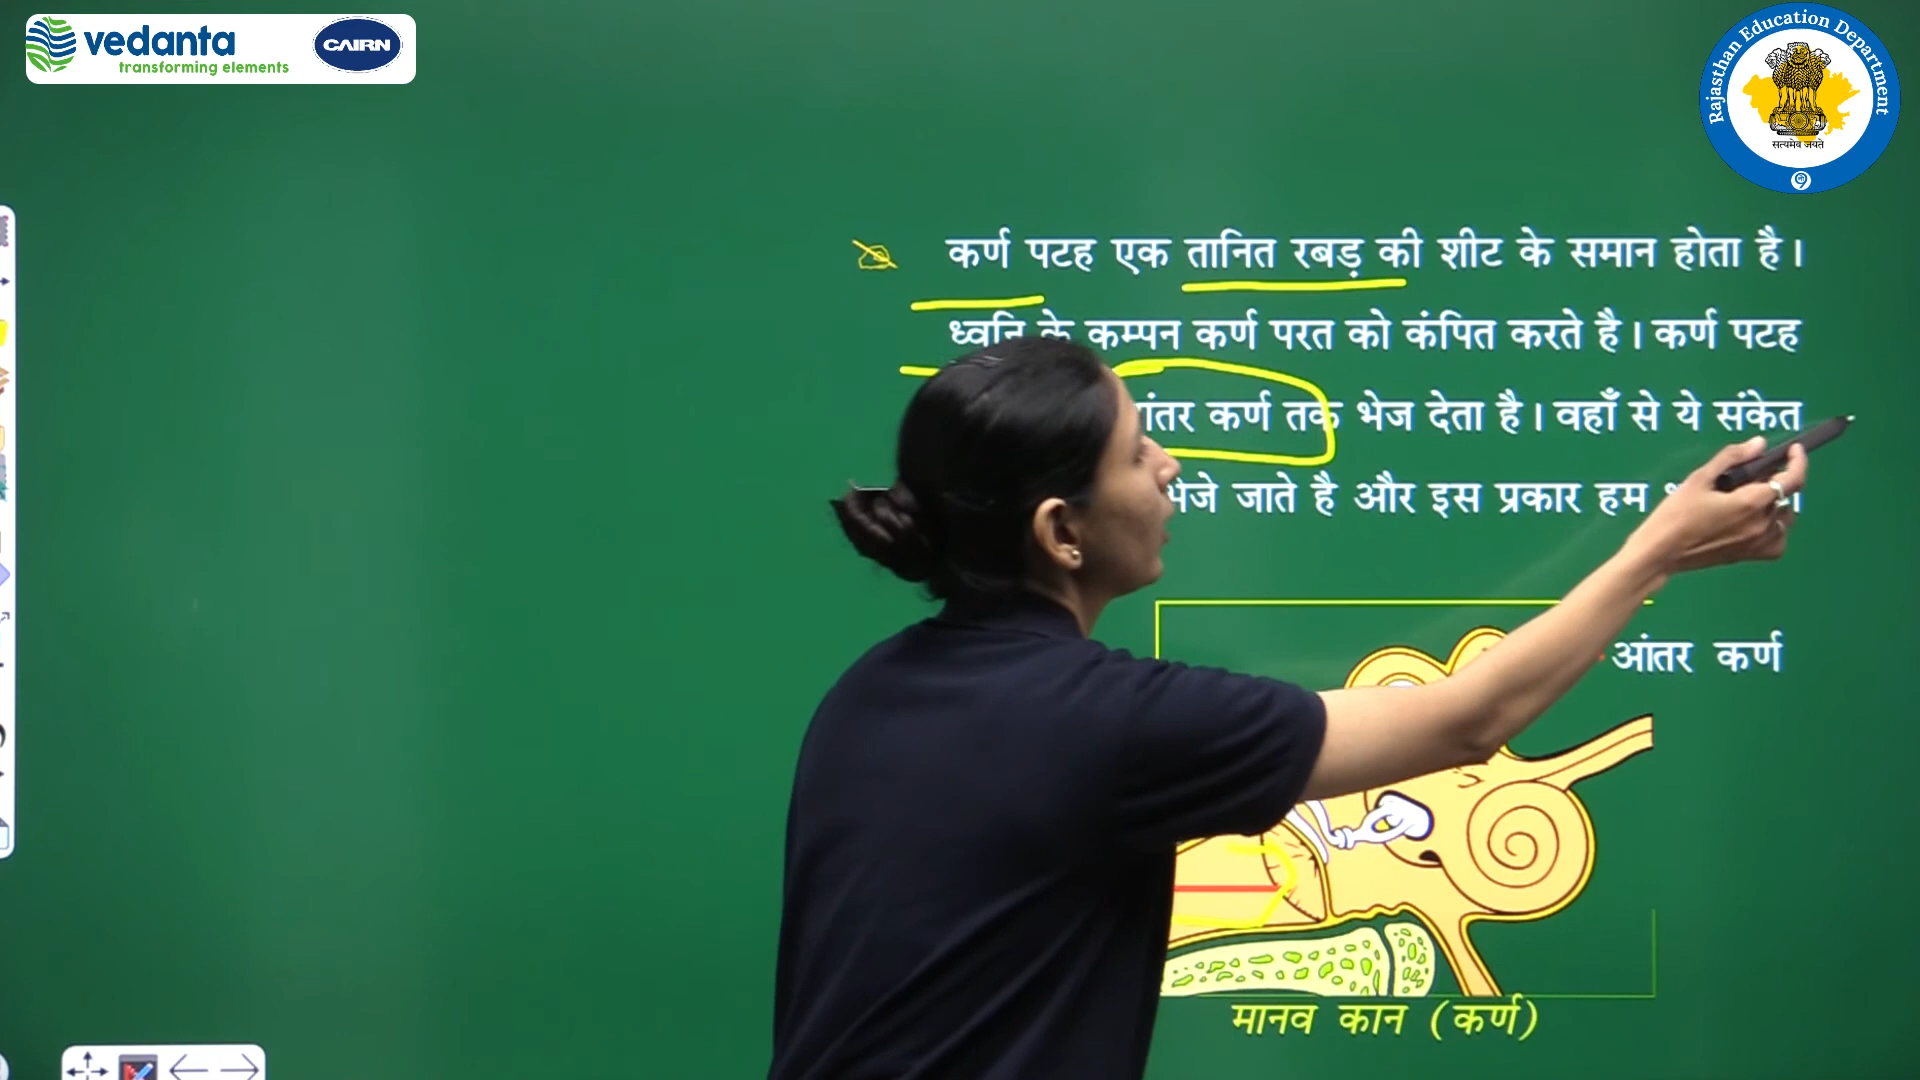 vedanta
transforming elements
CAIRN
Rajasthan Education Department
सत्यमेव जयते
कर्ण पटह एक तानित रबड़ की शीट के समान होता है।
ध्वनि के कम्पन कर्ण परत को कंपित करते है। कर्ण पटह
आंतर कर्ण तक भेज देता है। वहाँ से ये संकेत
भेजे जाते है और इस प्रकार हम
आंतर कर्ण
मानव कान (कर्ण)